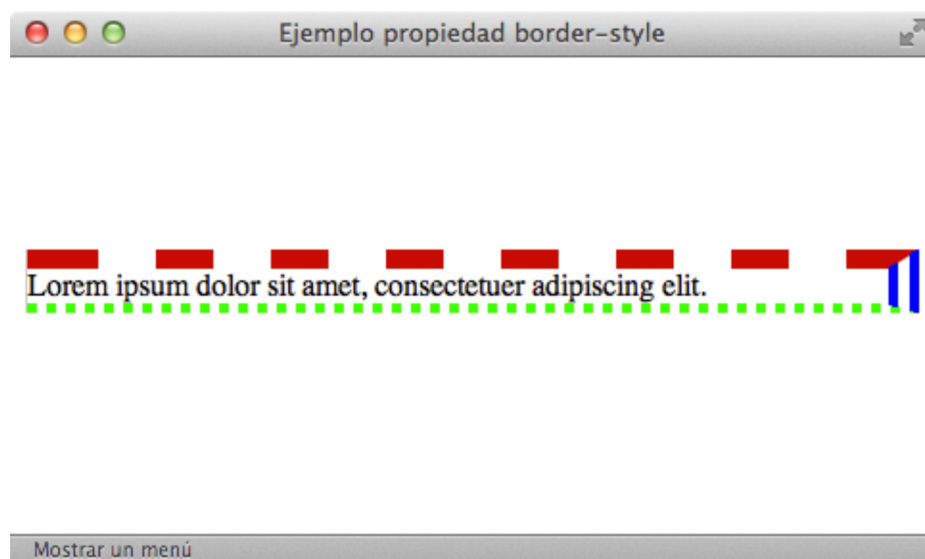 Ejemplo propiedad border-style
Lorem ipsum dolor sit amet, consectetuer adipiscing elit.
Mostrar un menú